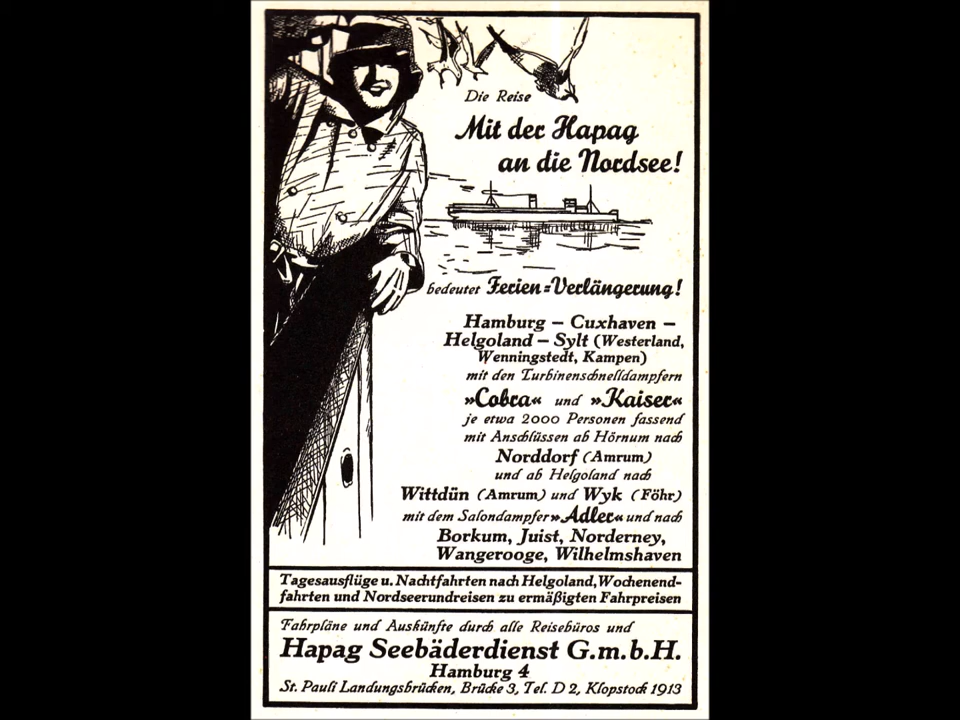 Die Reise
Mit der Hapag
an die Nordsee!
bedeutet Ferien=Verlängerung!
Hamburg – Cuxhaven –
Helgoland – Sylt (Westerland,
Wenningstedt, Kampen)
mit den Turbinenschnelldampfern
»Cobra« und »Kaiser«
je etwa 2000 Personen fassend
mit Anschlüssen ab Hörnum nach
Norddorf (Amrum)
und ab Helgoland nach
Wittdün (Amrum) und Wyk (Föhr)
mit dem Salondampfer »Adler« und nach
Borkum, Juist, Norderney,
Wangerooge, Wilhelmshaven
Tagesausflüge u. Nachtfahrten nach Helgoland, Wochenend-
fahrten und Nordseerundreisen zu ermäßigten Fahrpreisen
Fahrpläne und Auskünfte durch alle Reisebüros und
Hapag Seebäderdienst G.m.b.H.
Hamburg 4
St. Pauli Landungsbrücken, Brücke 3, Tel. D 2, Klopstock 1913